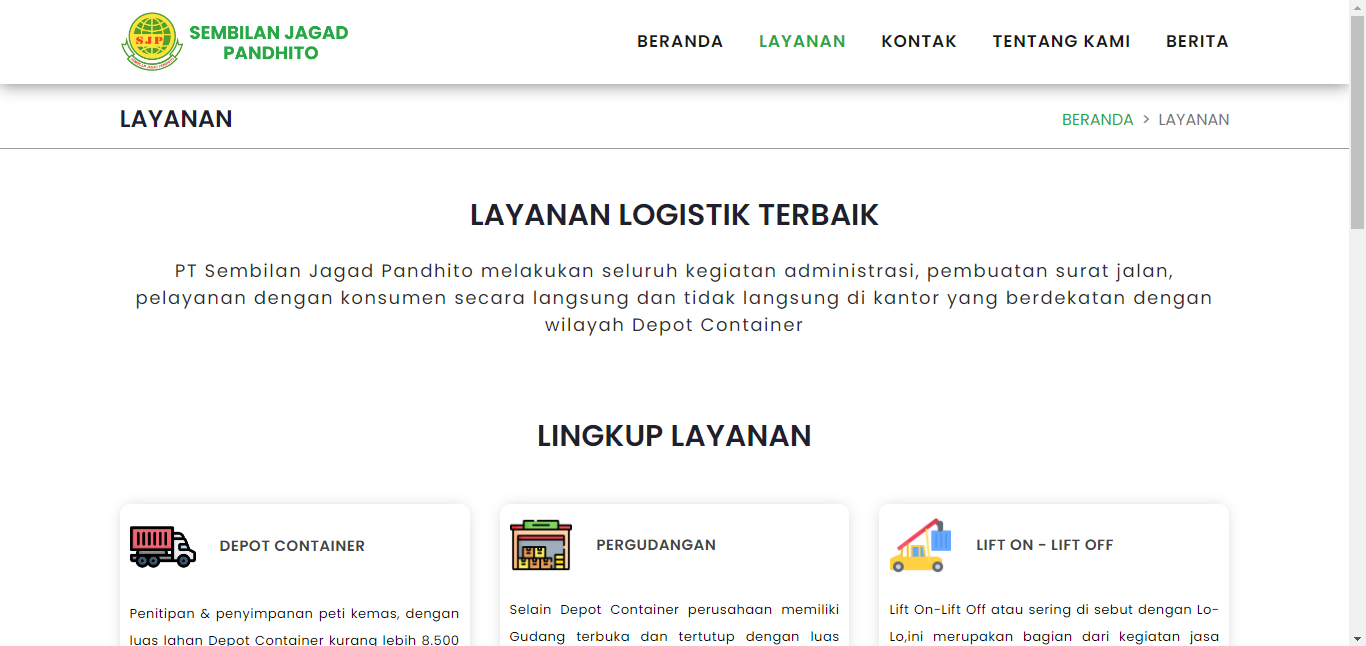 SJP
SEMBILAN JAGAD
PANDHITO
BERANDA
LAYANAN
KONTAK
TENTANG KAMI
BERITA
LAYANAN
BERANDA > LAYANAN
LAYANAN LOGISTIK TERBAIK
PT Sembilan Jagad Pandhito melakukan seluruh kegiatan administrasi, pembuatan surat jalan,
pelayanan dengan konsumen secara langsung dan tidak langsung di kantor yang berdekatan dengan
wilayah Depot Container
LINGKUP LAYANAN
DEPOT CONTAINER
Penitipan & penyimpanan peti kemas, dengan
luas lahan Depot Container kurang lebih 8.500
PERGUDANGAN
Selain Depot Container perusahaan memiliki
Gudang terbuka dan tertutup dengan luas
LIFT ON - LIFT OFF
Lift On-Lift Off atau sering di sebut dengan Lo-
Lo,ini merupakan bagian dari kegiatan jasa